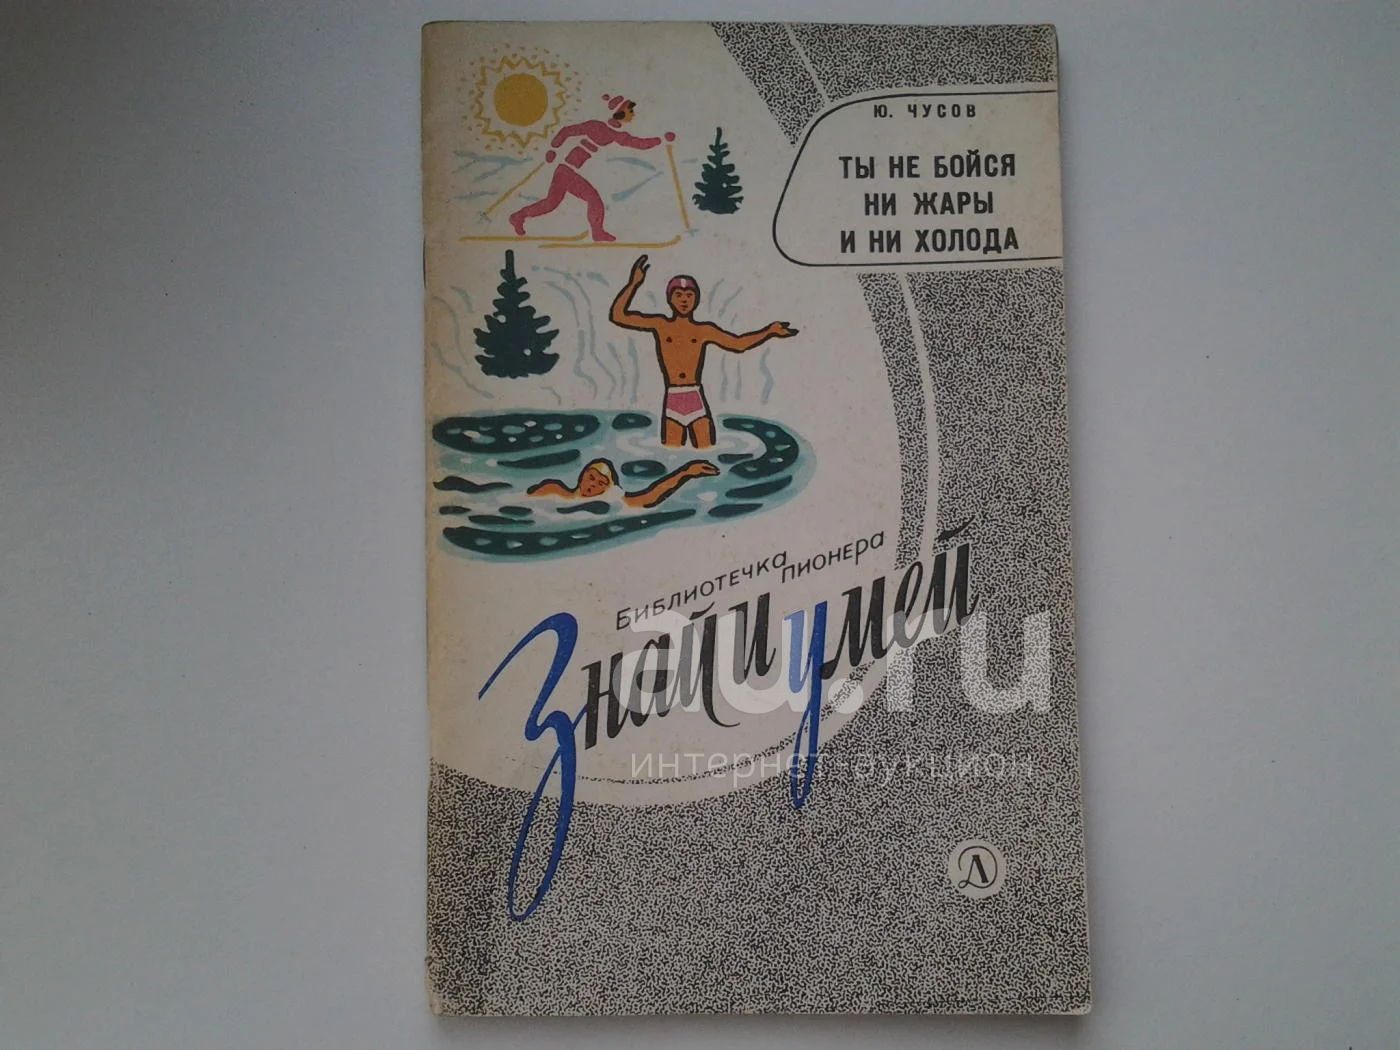 Ю. ЧУСОВ
ТЫ НЕ БОЙСЯ
НИ ЖАРЫ
И НИ ХОЛОДА
Библиотечка пионера
Знай и умей
au.ru
интернет-аукцион
Д